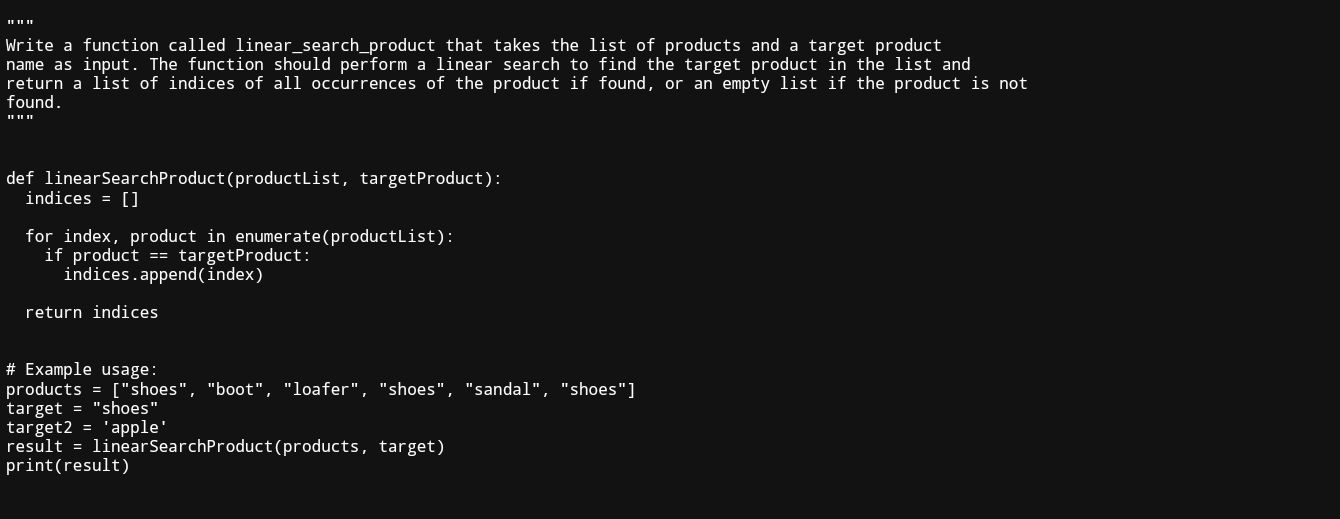 """
Write a function called linear_search_product that takes the list of products and a target product
name as input. The function should perform a linear search to find the target product in the list and
return a list of indices of all occurrences of the product if found, or an empty list if the product is not
found.
"""
def linearSearchProduct(productList, targetProduct):
  indices = []
  for index, product in enumerate(productList):
    if product == targetProduct:
      indices.append(index)
  return indices
# Example usage:
products = ["shoes", "boot", "loafer", "shoes", "sandal", "shoes"]
target = "shoes"
target2 = 'apple'
result = linearSearchProduct(products, target)
print(result)